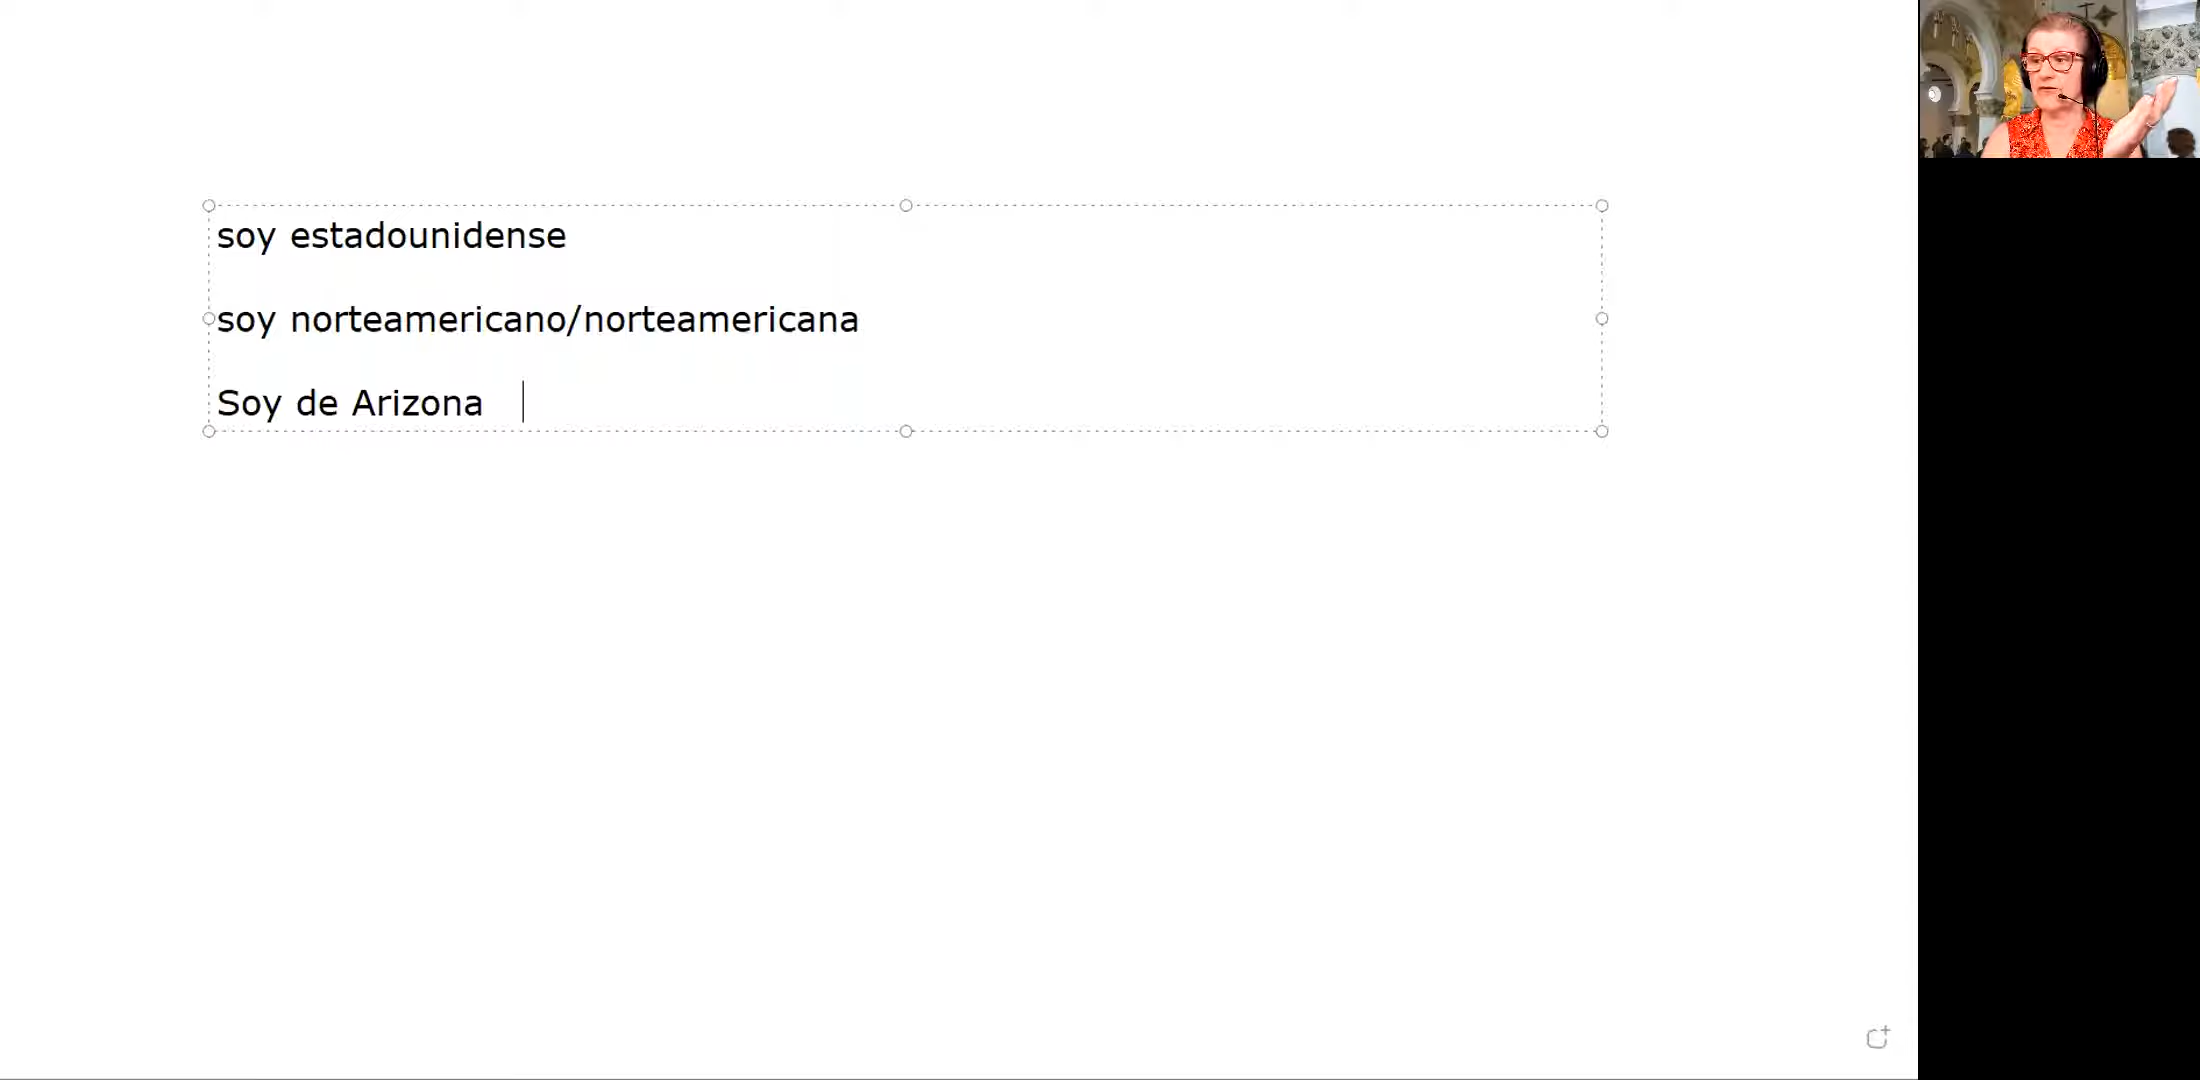 soy estadounidense
soy norteamericano/norteamericana
Soy de Arizona